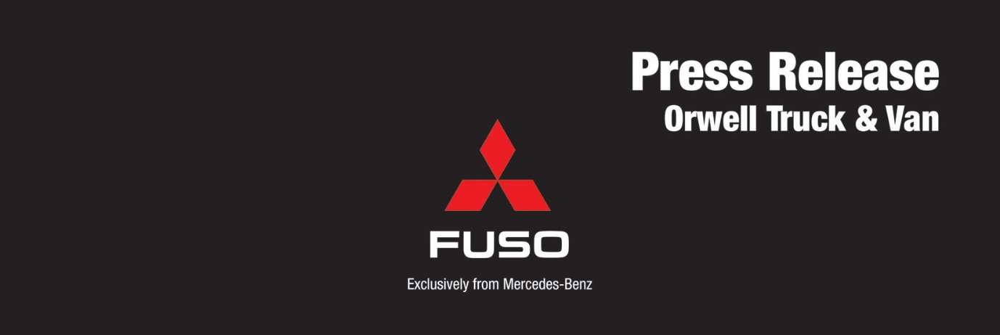 Press Release
Orwell Truck & Van
FUSO
Exclusively from Mercedes-Benz